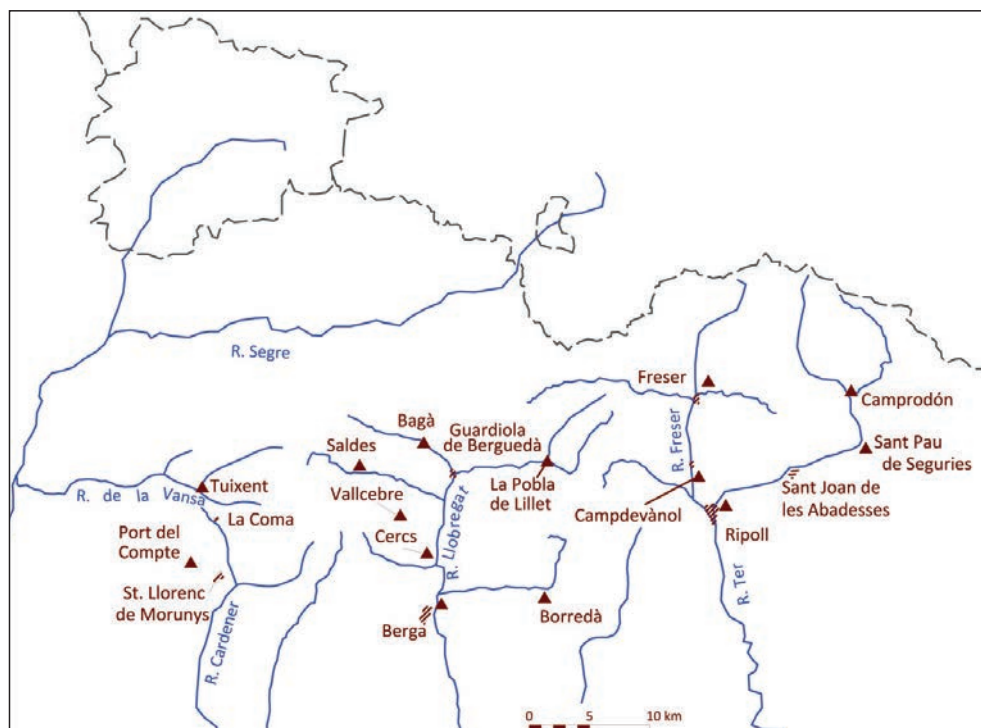 R. Segre
Freser
Camprodón
Bagà
Guardiola
de Berguedà
R. Freser
Saldes
Sant Pau
de Seguries
R. de la Vansa
Tuixent
Vallcebre
R. Llobregat
La Pobla
de Lillet
Sant Joan de
les Abadesses
La Coma
Campdevànol
Ripoll
Port del
Compte
Cercs
R. Ter
St. Llorenc
de Morunys
R. Cardener
Berga
Borredà
0 5 10 km